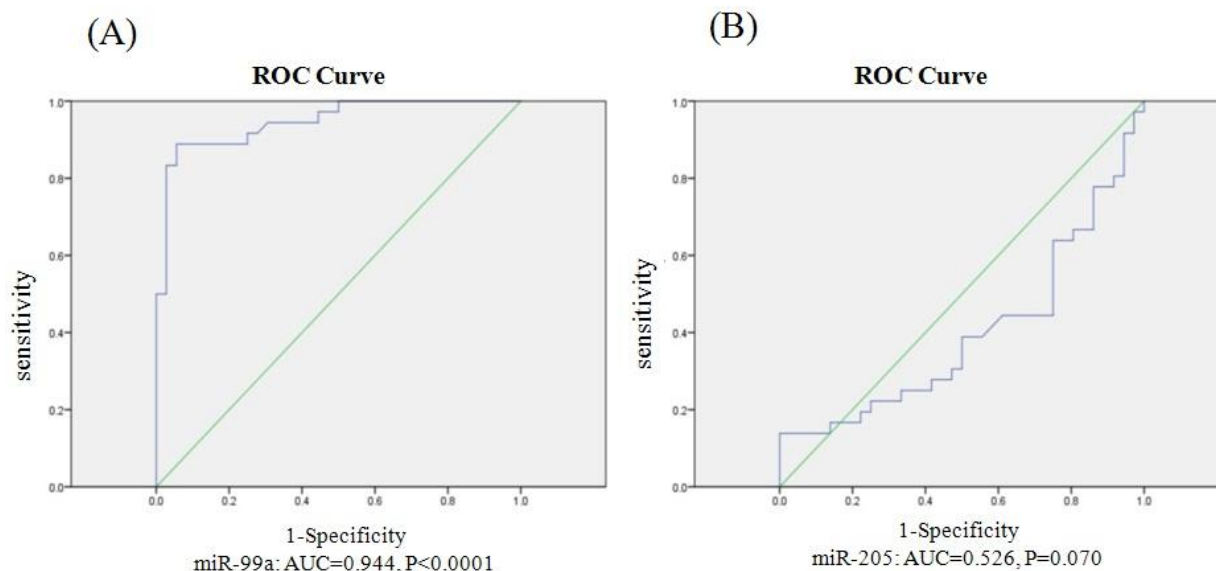 (A)
ROC Curve
1.0
0.8
0.6
0.4
0.2
0.0
sensitivity
0.0 0.2 0.4 0.6 0.8 1.0
1-Specificity
miR-99a: AUC=0.944, P<0.0001
(B)
ROC Curve
1.0
0.8
0.6
0.4
0.2
0.0
sensitivity
0.0 0.2 0.4 0.6 0.8 1.0
1-Specificity
miR-205: AUC=0.526, P=0.070